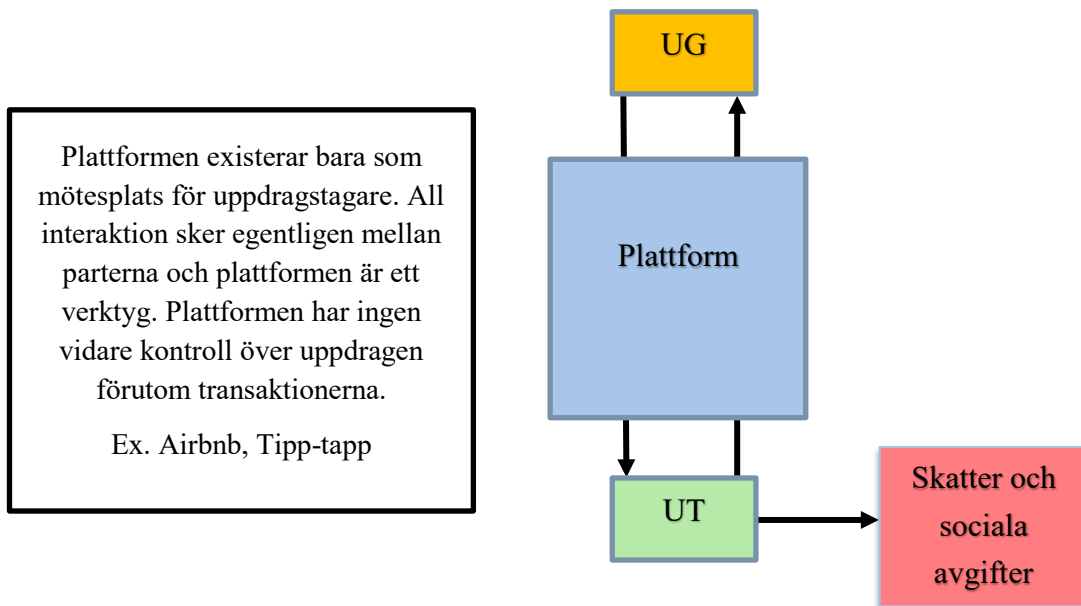 UG
Plattformen existerar bara som
mötesplats för uppdragstagare. All
interaktion sker egentligen mellan
parterna och plattformen är ett
verktyg. Plattformen har ingen
vidare kontroll över uppdragen
förutom transaktionerna.
Ex. Airbnb, Tipp-tapp
Plattform
UT
Skatter och
sociala
avgifter